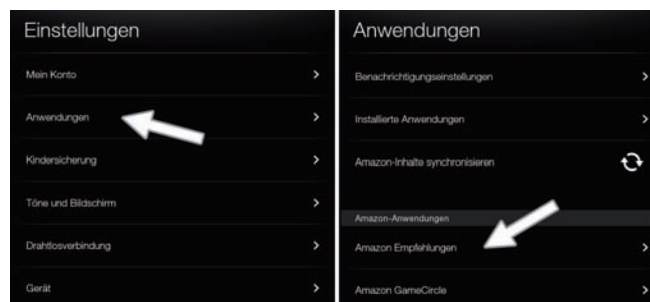 Einstellungen
Mein Konto
Anwendungen
Kindersicherung
Töne und Bildschirm
Drahtlosverbindung
Gerät
Anwendungen
Benachrichtigungseinstellungen
Installierte Anwendungen
Amazon-Inhalte synchronisieren
Amazon-Anwendungen
Amazon Empfehlungen
Amazon GameCircle